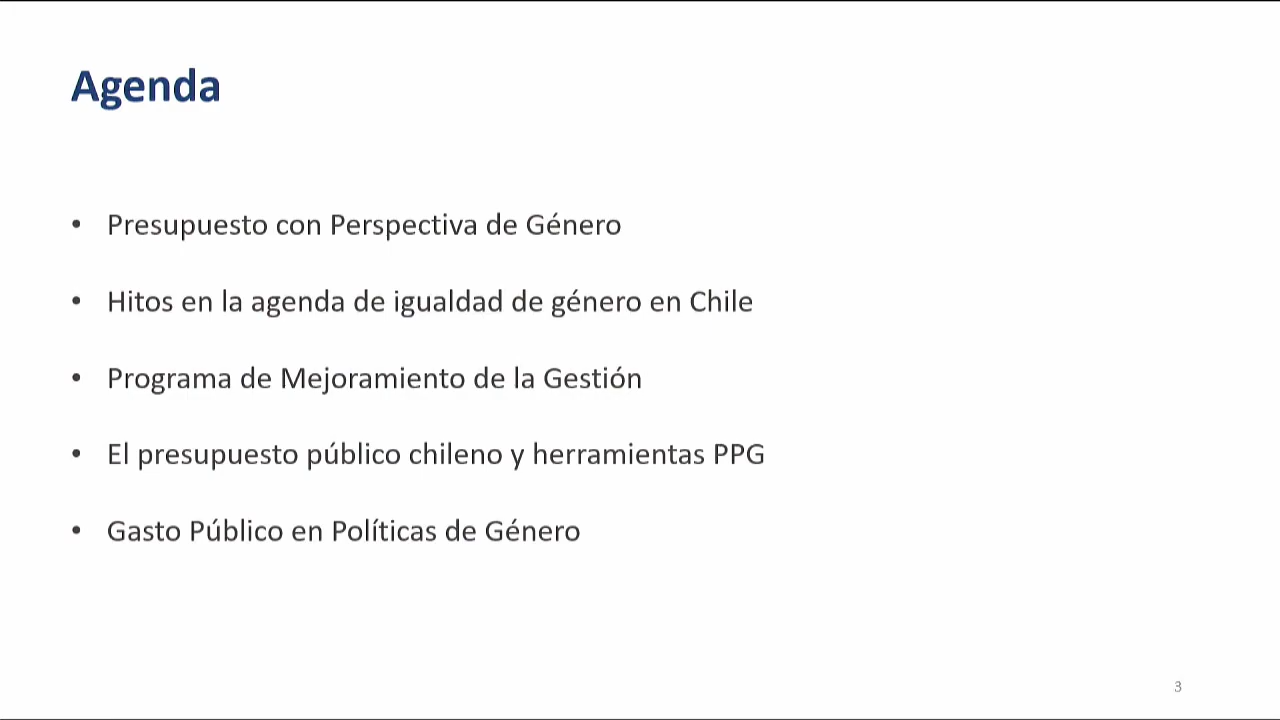 Agenda
• Presupuesto con Perspectiva de Género
• Hitos en la agenda de igualdad de género en Chile
• Programa de Mejoramiento de la Gestión
• El presupuesto público chileno y herramientas PPG
• Gasto Público en Políticas de Género
3